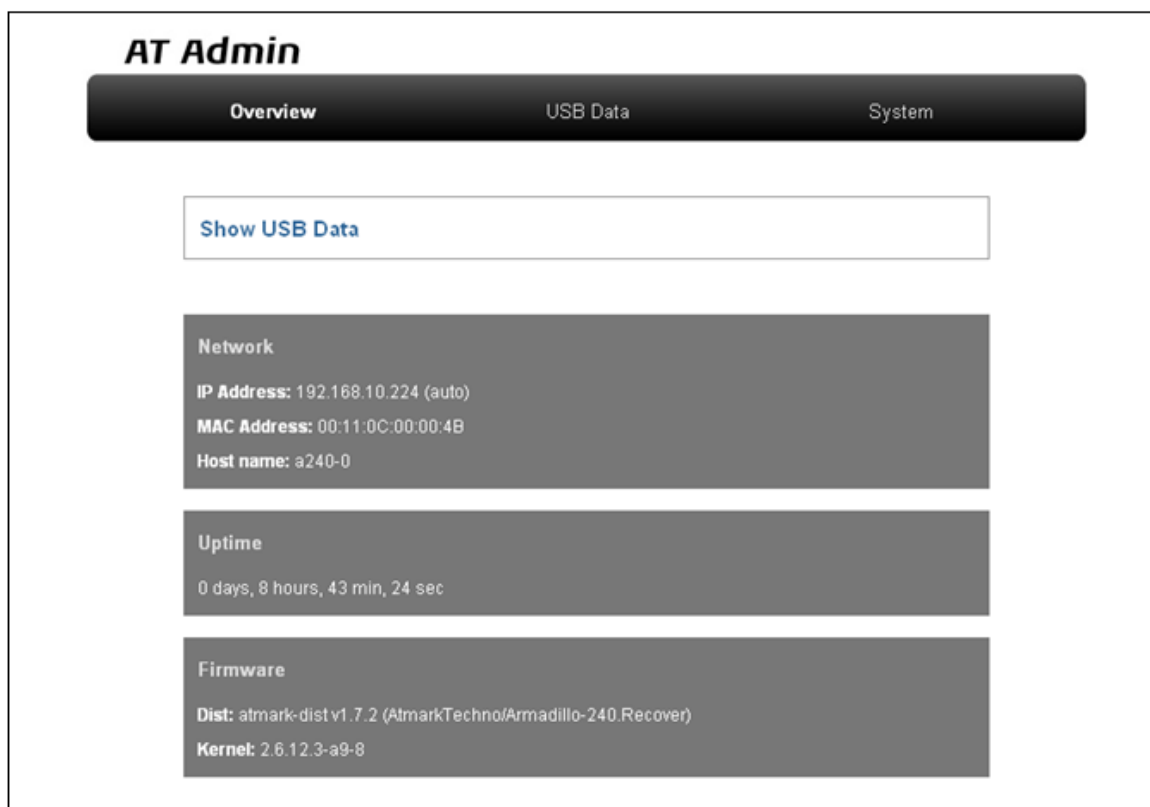 AT Admin
Overview USB Data System
Show USB Data
Network
IP Address: 192.168.10.224 (auto)
MAC Address: 00:11:0C:00:00:4B
Host name: a240-0
Uptime
0 days, 8 hours, 43 min, 24 sec
Firmware
Dist: atmark-dist v1.7.2 (AtmarkTechno/Armadillo-240.Recover)
Kernel: 2.6.12.3-a9-8